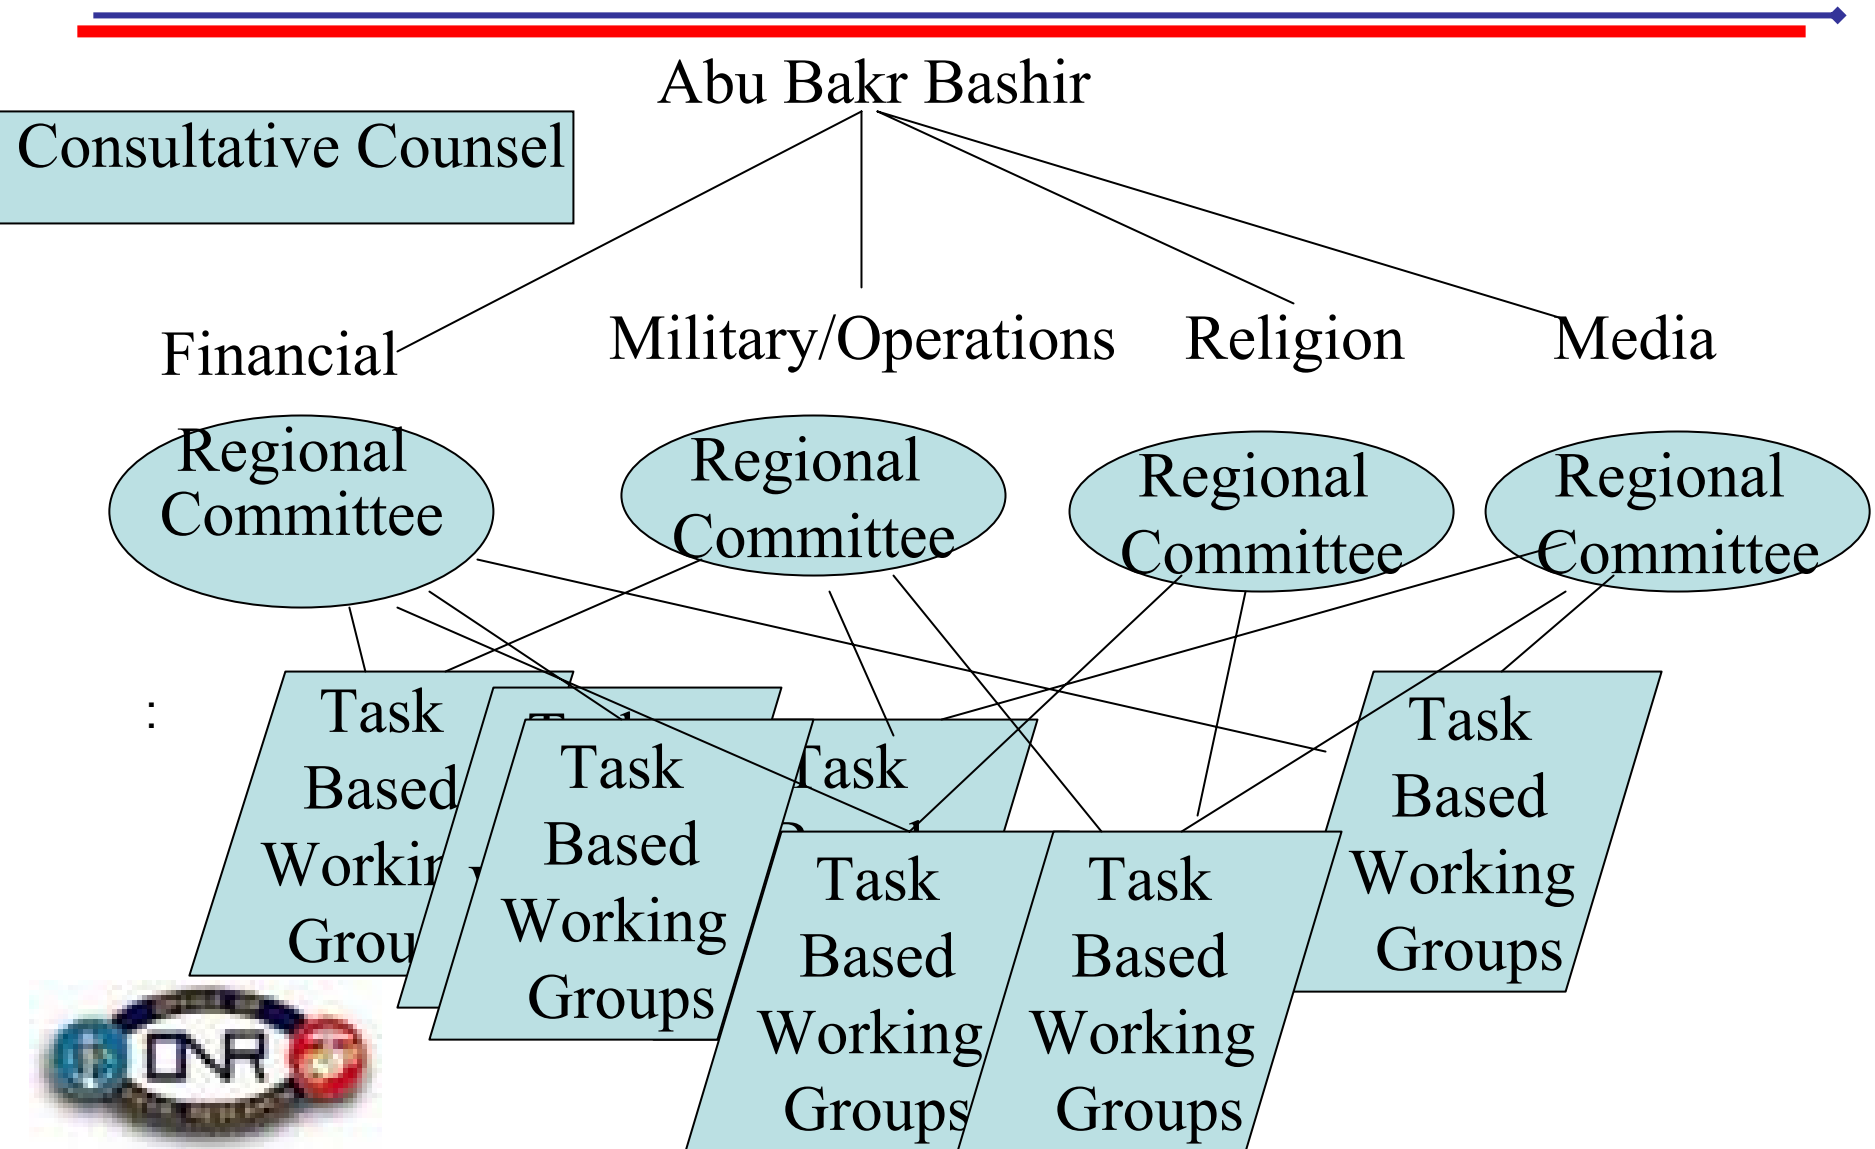 Abu Bakr Bashir
Consultative Counsel
Financial
Military/Operations
Religion
Media
Regional
Committee
Regional
Committee
Regional
Committee
Regional
Committee
:
Task
Based
Workin
Grou
Task
Based
Working
Groups
Task
Task
Based
Working
Groups
Task
Based
Working
Groups
Task
Based
Working
Groups
ONR